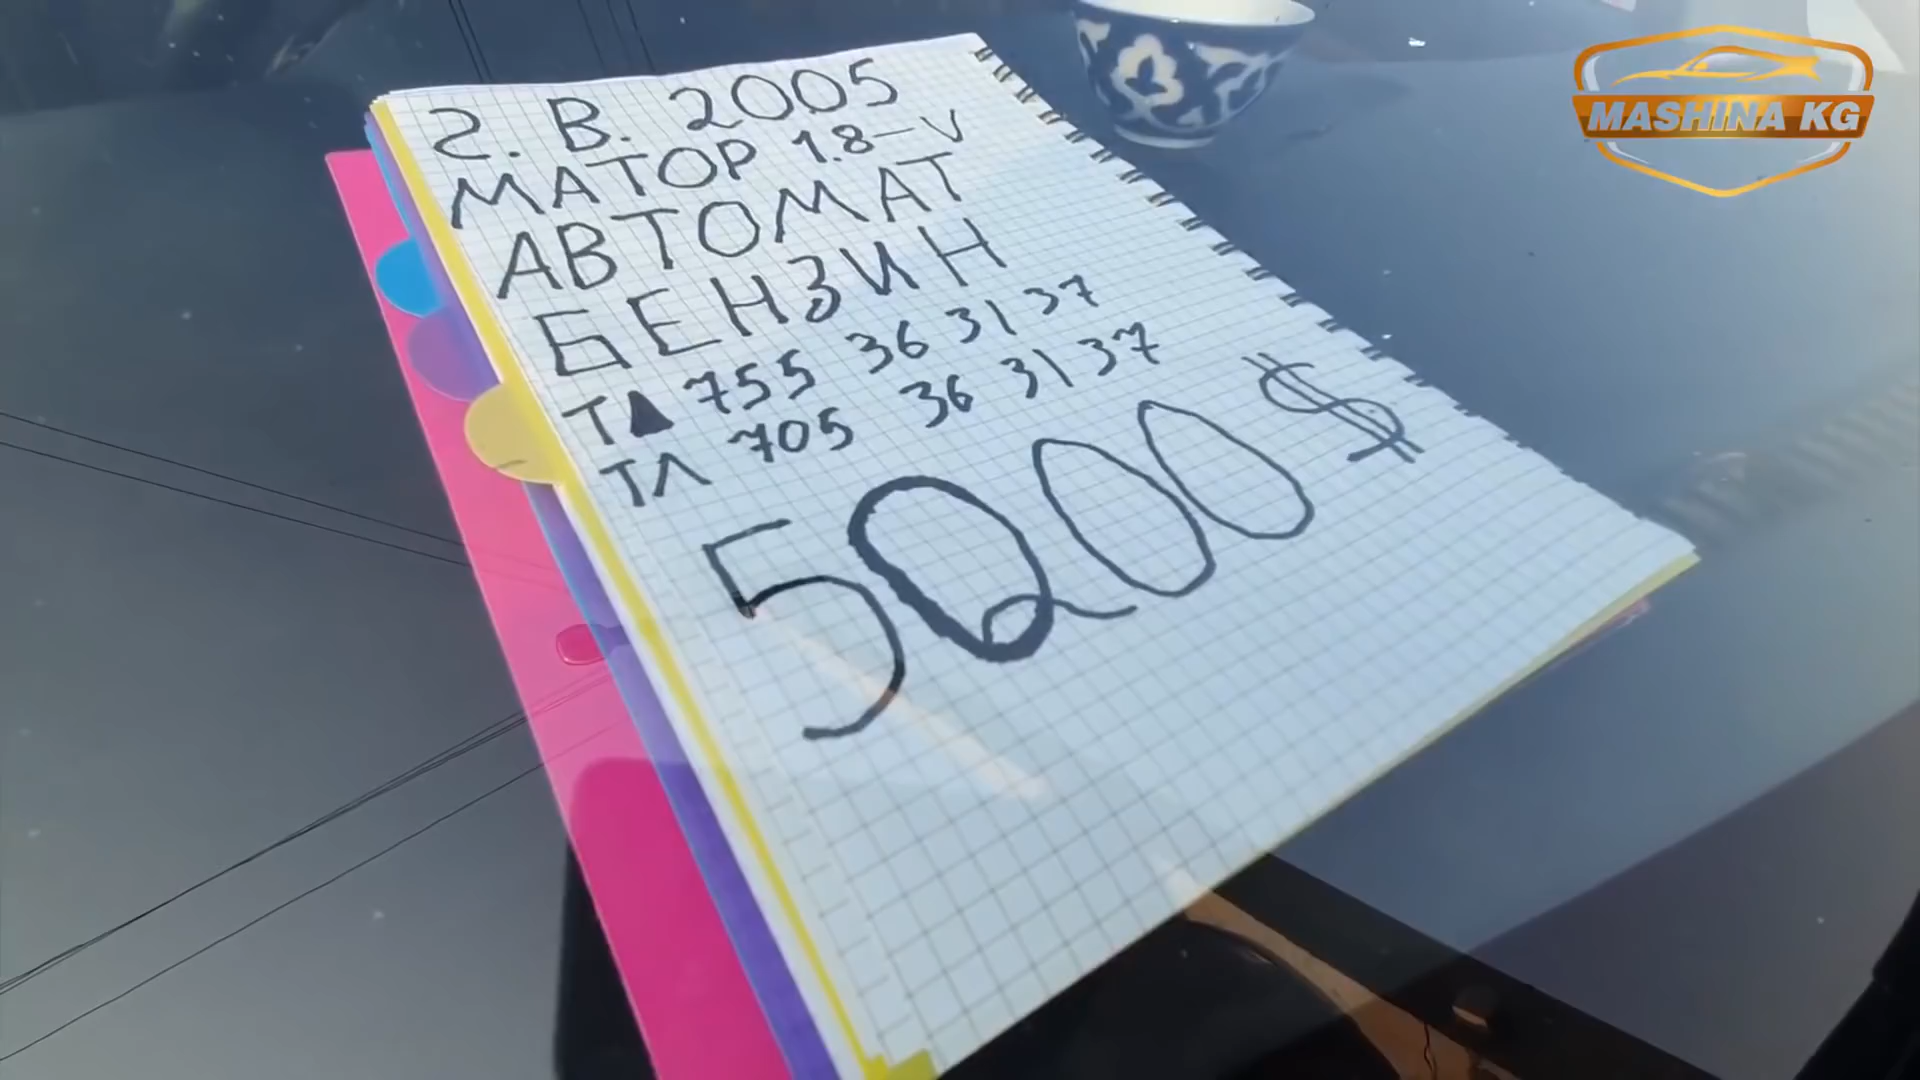 Г. В. 2005
МАТОР 1.8-V
АВТОМАТ
БЕНЗИН
ТЛ 755 36 31 37
ТЛ 705 36 31 37
5200$
MASHINA KG